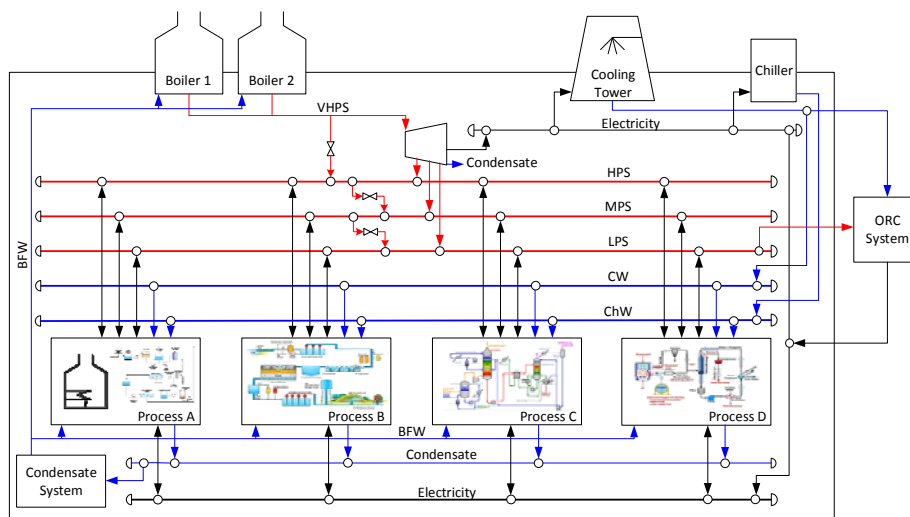 Boiler 1
Boiler 2
Cooling
Tower
Chiller
VHPS
Electricity
Condensate
HPS
MPS
ORC
System
LPS
BFW
CW
ChW
Process A
Process B
Process C
Process D
BFW
Condensate
Condensate
System
Electricity